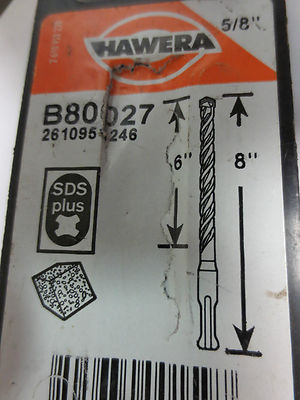 HAWERA
5/8"
B80027
6"
8"
SDS
plus